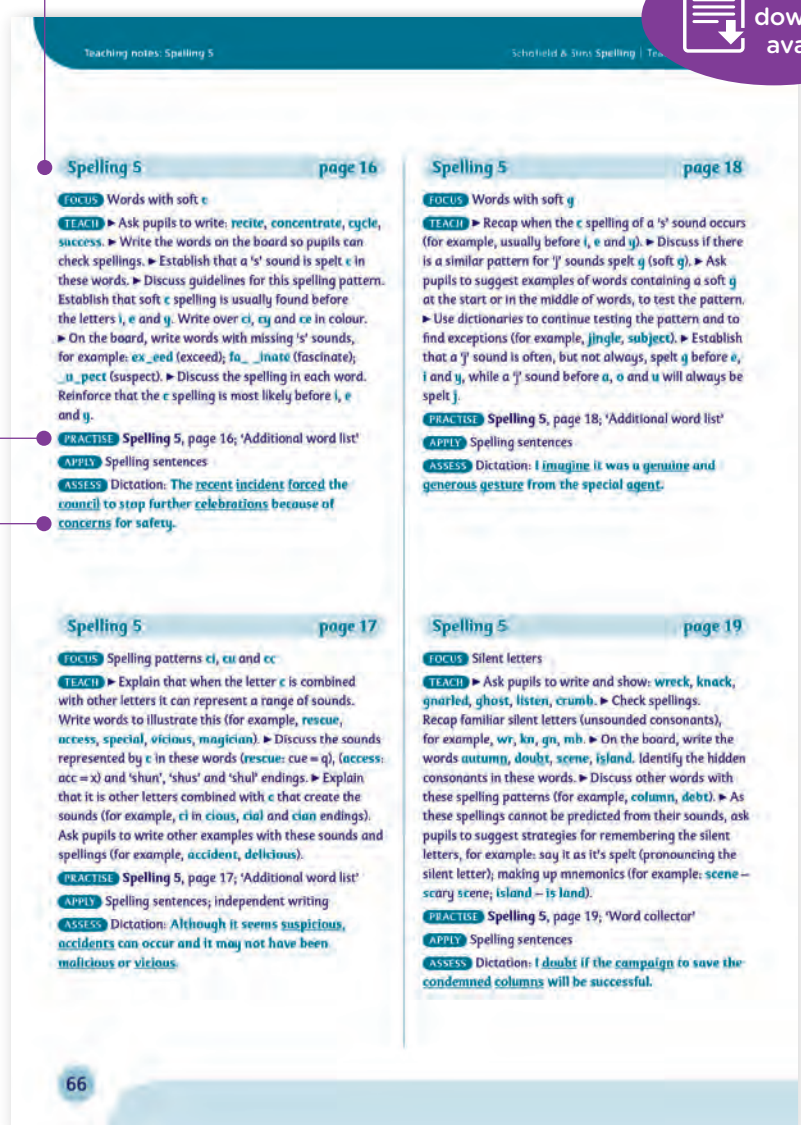 dow
ava
Teaching notes: Spelling 5
Schofield & Sims Spelling | Tea
Spelling 5 page 16
FOCUS Words with soft c
TEACH ► Ask pupils to write: recite, concentrate, cycle,
success. ► Write the words on the board so pupils can
check spellings. ► Establish that a 's' sound is spelt c in
these words. ► Discuss guidelines for this spelling pattern.
Establish that soft c spelling is usually found before
the letters i, e and y. Write over ci, cy and ce in colour.
► On the board, write words with missing 's' sounds,
for example: ex_eed (exceed); fa_ _inate (fascinate);
_u_pect (suspect). ► Discuss the spelling in each word.
Reinforce that the c spelling is most likely before i, e
and y.
PRACTISE Spelling 5, page 16; 'Additional word list'
APPLY Spelling sentences
ASSESS Dictation: The recent incident forced the
council to stop further celebrations because of
concerns for safety.
Spelling 5 page 17
FOCUS Spelling patterns ci, cu and cc
TEACH ► Explain that when the letter c is combined
with other letters it can represent a range of sounds.
Write words to illustrate this (for example, rescue,
access, special, vicious, magician). ► Discuss the sounds
represented by c in these words (rescue: cue = q), (access:
acc = x) and 'shun', 'shus' and 'shul' endings. ► Explain
that it is other letters combined with c that create the
sounds (for example, ci in cious, cial and cian endings).
Ask pupils to write other examples with these sounds and
spellings (for example, accident, delicious).
PRACTISE Spelling 5, page 17; 'Additional word list'
APPLY Spelling sentences; independent writing
ASSESS Dictation: Although it seems suspicious,
accidents can occur and it may not have been
malicious or vicious.
Spelling 5 page 18
FOCUS Words with soft g
TEACH ► Recap when the c spelling of a 's' sound occurs
(for example, usually before i, e and y). ► Discuss if there
is a similar pattern for 'j' sounds spelt g (soft g). ► Ask
pupils to suggest examples of words containing a soft g
at the start or in the middle of words, to test the pattern.
► Use dictionaries to continue testing the pattern and to
find exceptions (for example, jingle, subject). ► Establish
that a 'j' sound is often, but not always, spelt g before e,
i and y, while a 'j' sound before a, o and u will always be
spelt j.
PRACTISE Spelling 5, page 18; 'Additional word list'
APPLY Spelling sentences
ASSESS Dictation: I imagine it was a genuine and
generous gesture from the special agent.
Spelling 5 page 19
FOCUS Silent letters
TEACH ► Ask pupils to write and show: wreck, knack,
gnarled, ghost, listen, crumb. ► Check spellings.
Recap familiar silent letters (unsounded consonants),
for example, wr, kn, gn, mb. ► On the board, write the
words autumn, doubt, scene, island. Identify the hidden
consonants in these words. ► Discuss other words with
these spelling patterns (for example, column, debt). ► As
these spellings cannot be predicted from their sounds, ask
pupils to suggest strategies for remembering the silent
letters, for example: say it as it's spelt (pronouncing the
silent letter); making up mnemonics (for example: scene –
scary scene; island – is land).
PRACTISE Spelling 5, page 19; 'Word collector'
APPLY Spelling sentences
ASSESS Dictation: I doubt if the campaign to save the
condemned columns will be successful.
66